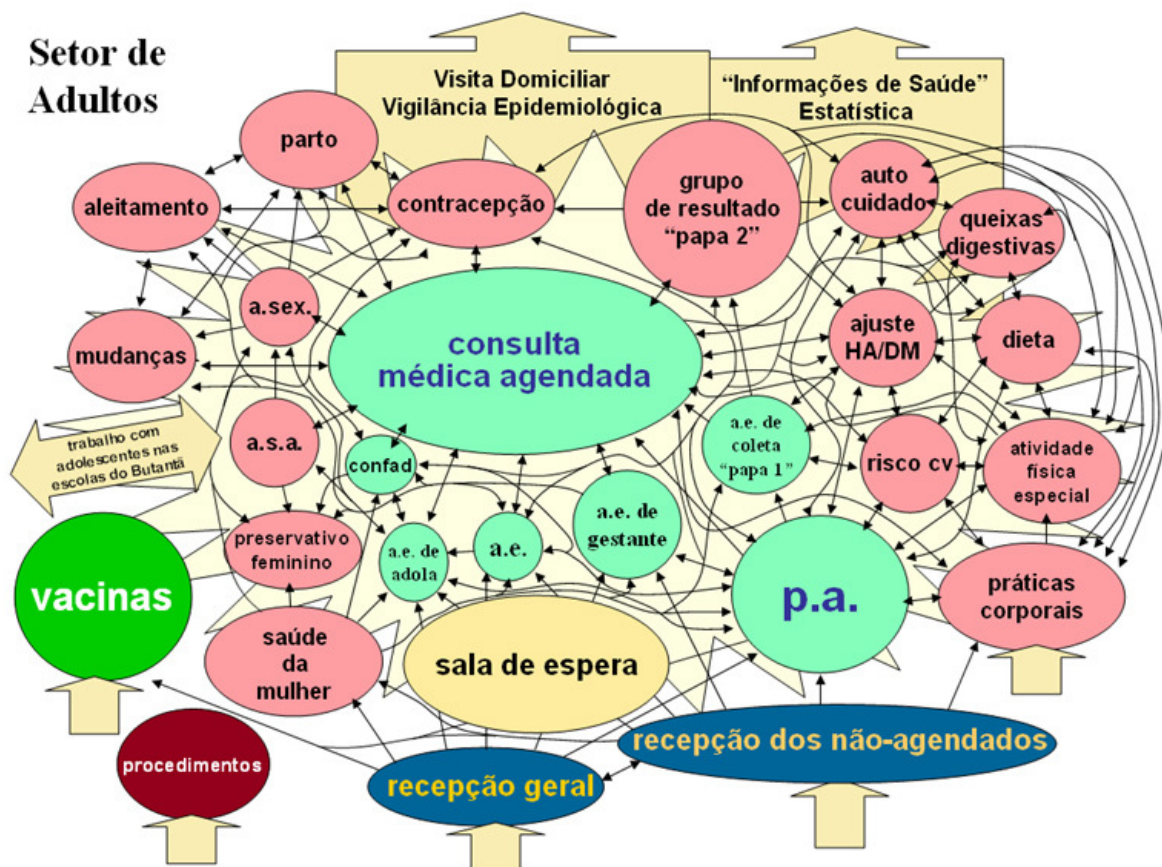 Setor de
Adultos
Visita Domiciliar
Vigilância Epidemiológica
“Informações de Saúde”
Estatística
parto
aleitamento
contracepção
grupo
de resultado
“papa 2”
auto
cuidado
queixas
digestivas
a.sex.
mudanças
consulta
médica agendada
ajuste
HA/DM
dieta
trabalho com
adolescentes nas
escolas do Butantã
a.s.a.
confad
a.e. de
coleta
“papa 1”
risco cv
atividade
física
especial
vacinas
preservativo
feminino
a.e. de
adola
a.e.
a.e. de
gestante
p.a.
práticas
corporais
saúde
da
mulher
sala de espera
procedimentos
recepção geral
recepção dos não-agendados